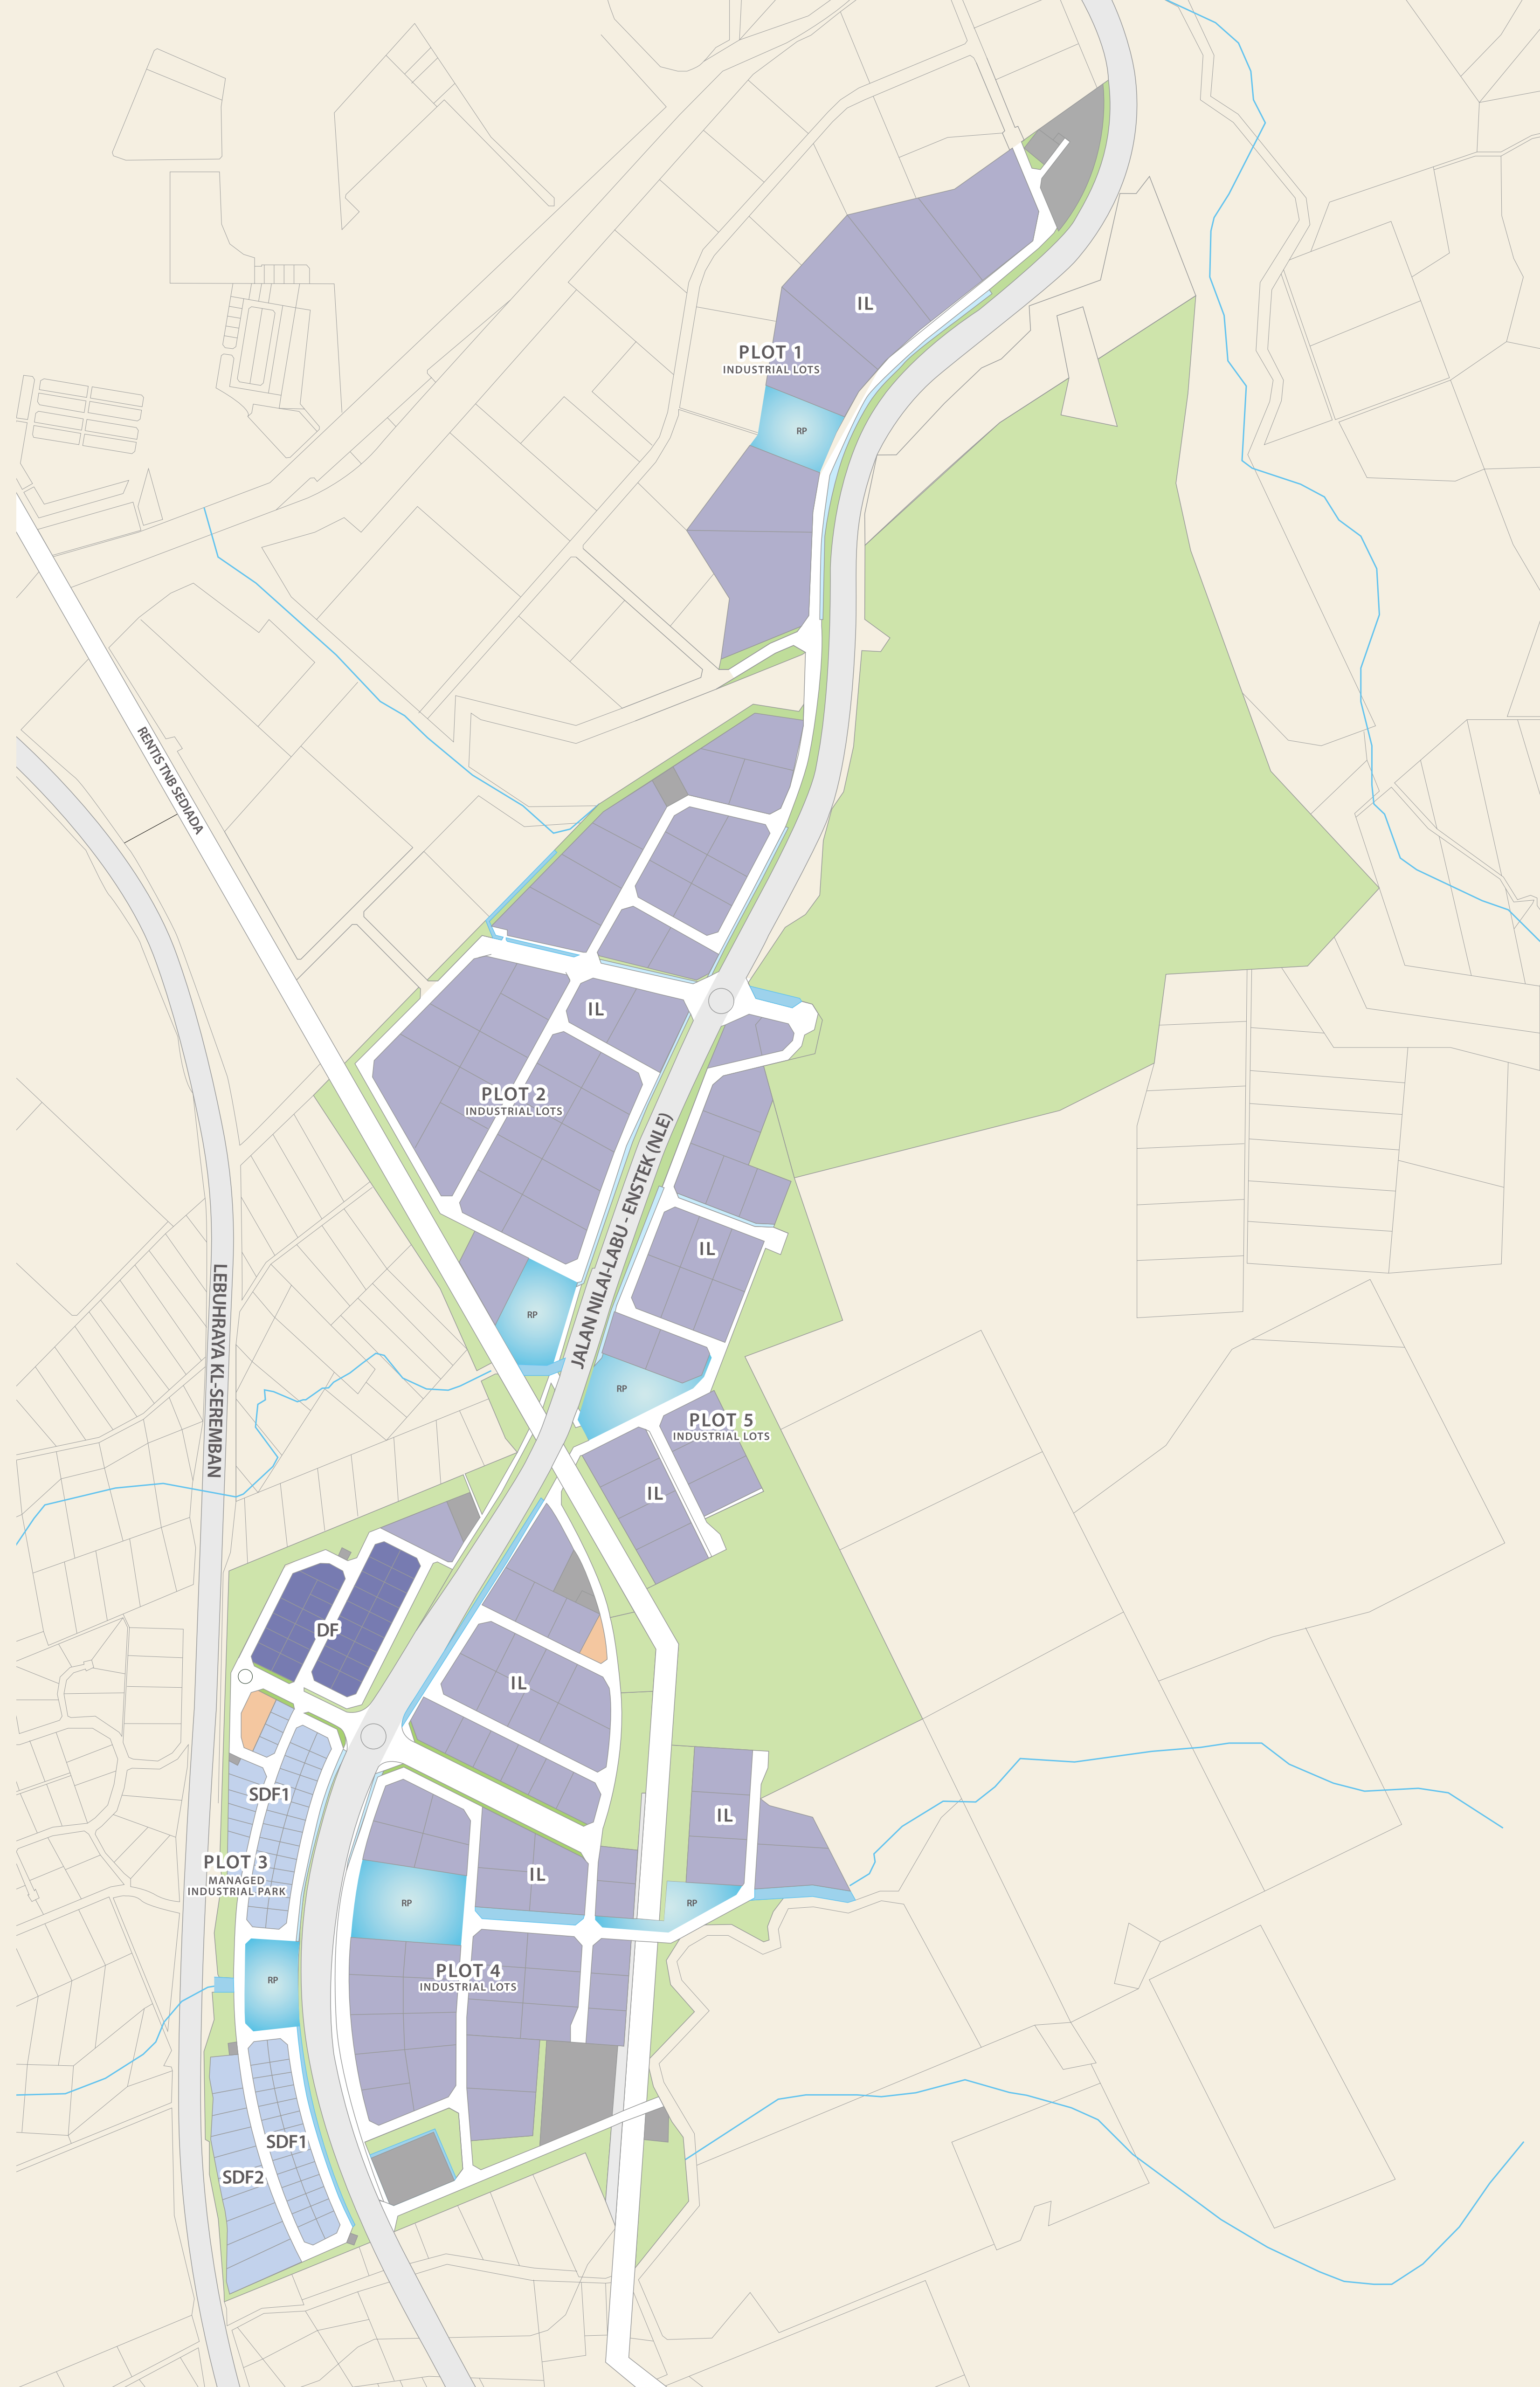 IL
PLOT 1
INDUSTRIAL LOTS
RP
RENTIS TNB SEDIADA
IL
PLOT 2
INDUSTRIAL LOTS
JALAN NILAI-LABU - ENSTEK (NLE)
IL
RP
LEBUHRAYA KL-SEREMBAN
RP
PLOT 5
INDUSTRIAL LOTS
IL
DF
IL
SDF1
IL
PLOT 3
MANAGED
INDUSTRIAL PARK
IL
RP
RP
PLOT 4
INDUSTRIAL LOTS
RP
SDF1
SDF2